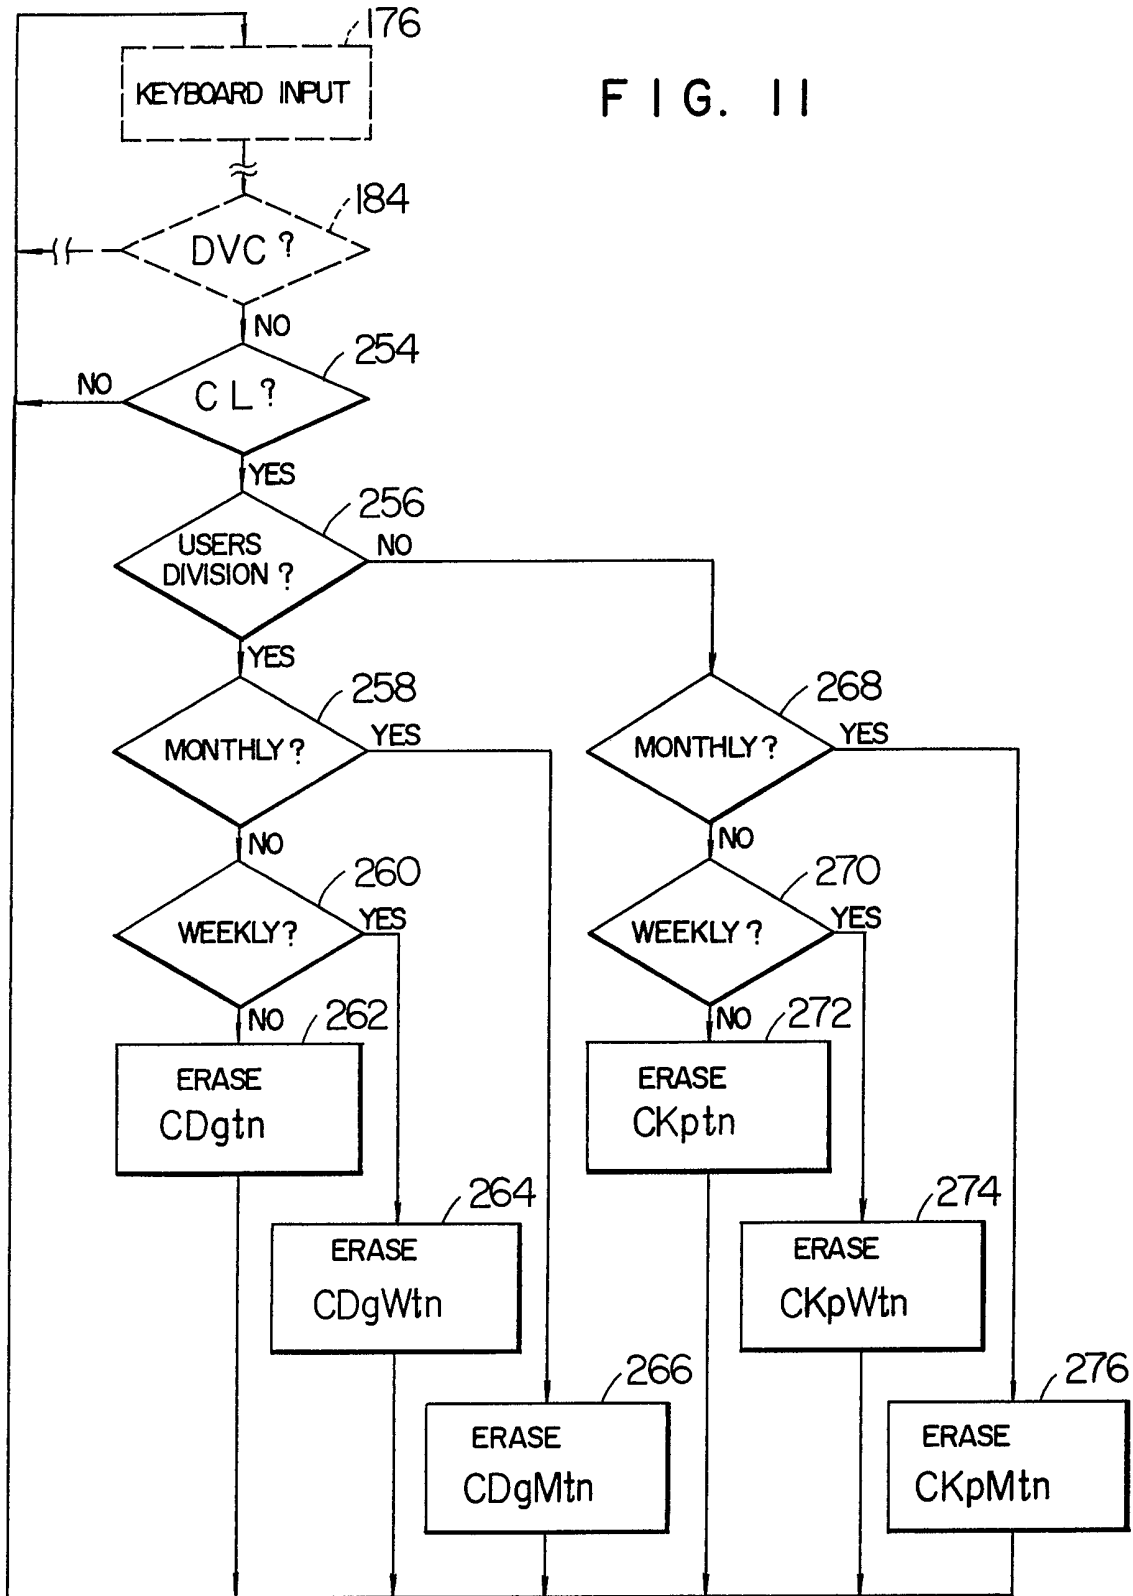 176
KEYBOARD INPUT
FIG. 11
184
DVC ?
NO
254
NO
CL ?
YES
256
USERS
DIVISION ?
NO
YES
258
MONTHLY ?
YES
268
MONTHLY ?
YES
NO
NO
260
WEEKLY ?
YES
270
WEEKLY ?
YES
NO
262
NO
272
ERASE
CDgtn
ERASE
CKptn
264
ERASE
CDgWtn
274
ERASE
CKpWtn
266
ERASE
CDgMtn
276
ERASE
CKpMtn